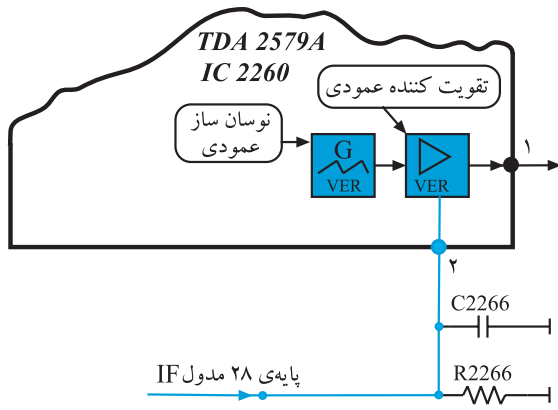 TDA 2579A
IC 2260
تقویت کننده عمودی
نوسان ساز
عمودی
G
VER
VER
۱
۲
C2266
R2266
پایه‌ی ۲۸ مدول IF